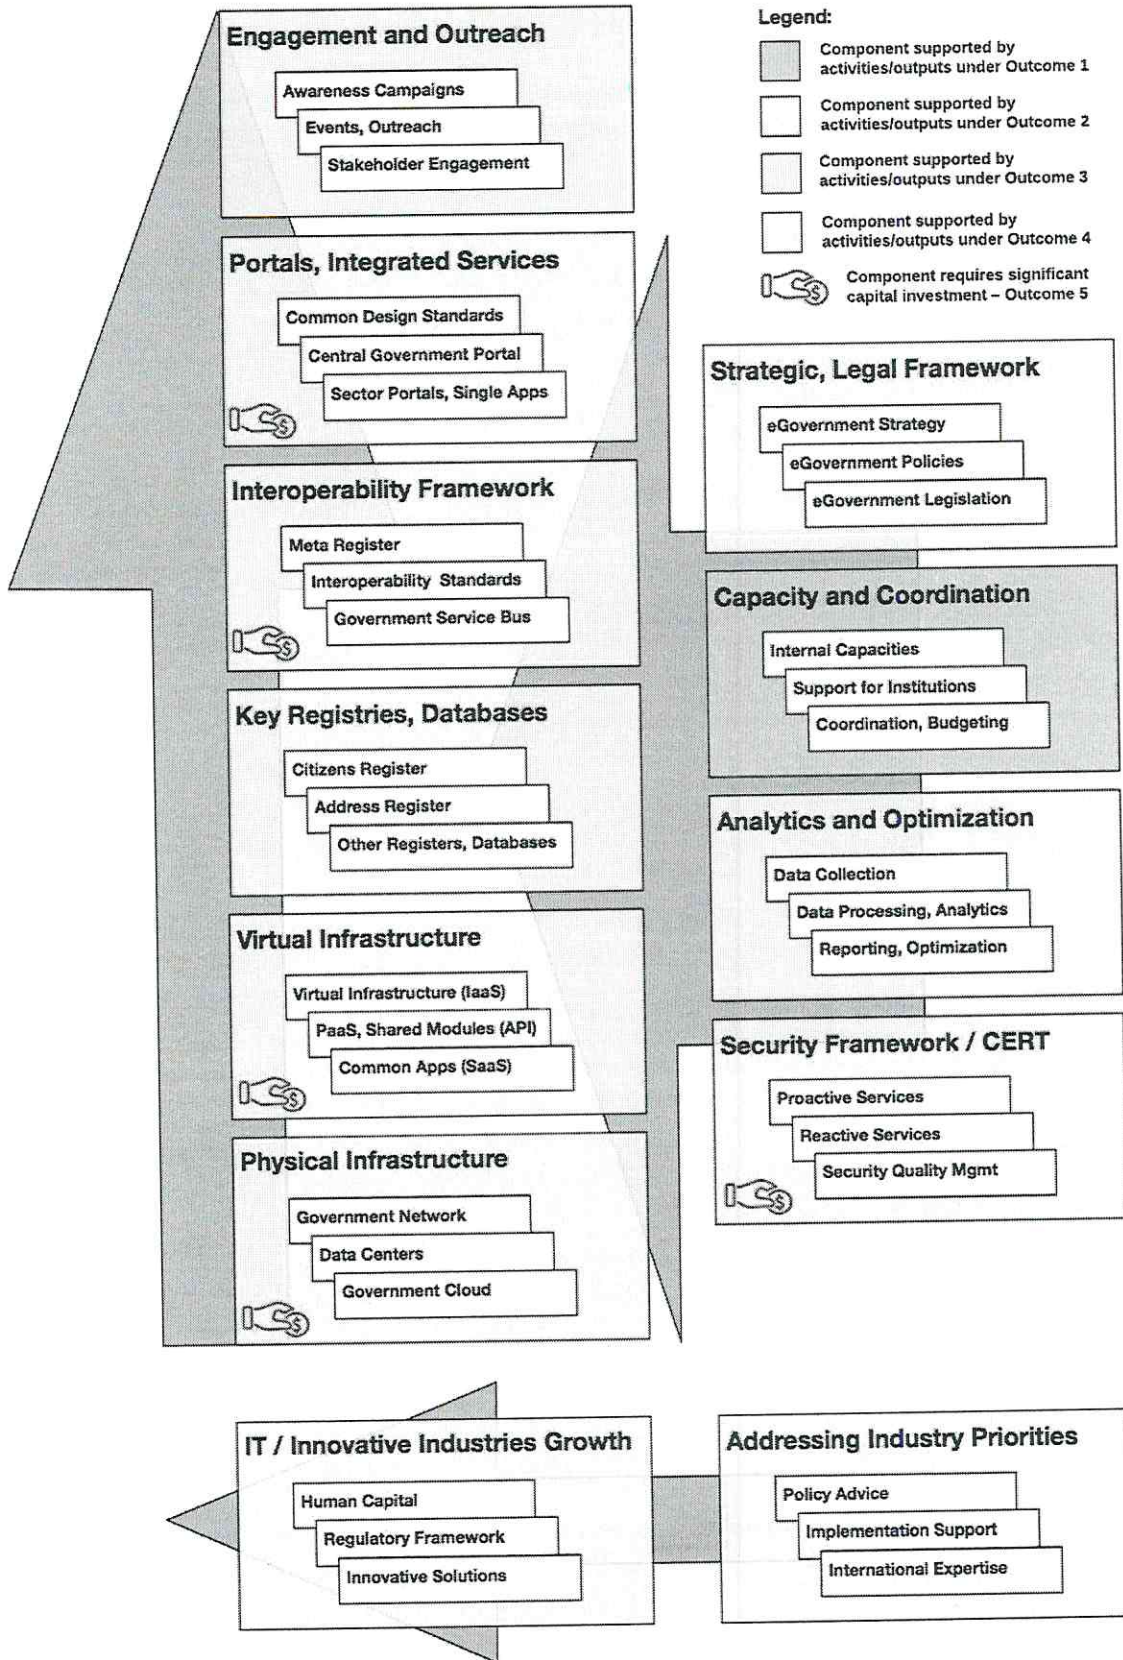 Engagement and Outreach
Awareness Campaigns
Events, Outreach
Stakeholder Engagement
Legend:
Component supported by
activities/outputs under Outcome 1
Component supported by
activities/outputs under Outcome 2
Component supported by
activities/outputs under Outcome 3
Component supported by
activities/outputs under Outcome 4
$
Component requires significant
capital investment – Outcome 5
Portals, Integrated Services
Common Design Standards
Central Government Portal
Sector Portals, Single Apps
$
Interoperability Framework
Meta Register
Interoperability Standards
Government Service Bus
$
Key Registries, Databases
Citizens Register
Address Register
Other Registers, Databases
Virtual Infrastructure
Virtual Infrastructure (IaaS)
PaaS, Shared Modules (API)
Common Apps (SaaS)
$
Physical Infrastructure
Government Network
Data Centers
Government Cloud
$
Strategic, Legal Framework
eGovernment Strategy
eGovernment Policies
eGovernment Legislation
Capacity and Coordination
Internal Capacities
Support for Institutions
Coordination, Budgeting
Analytics and Optimization
Data Collection
Data Processing, Analytics
Reporting, Optimization
Security Framework / CERT
Proactive Services
Reactive Services
Security Quality Mgmt
$
IT / Innovative Industries Growth
Human Capital
Regulatory Framework
Innovative Solutions
Addressing Industry Priorities
Policy Advice
Implementation Support
International Expertise